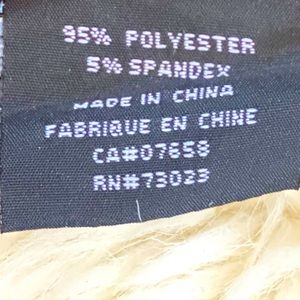 95% POLYESTER
5% SPANDEX
MADE IN CHINA
FABRIQUE EN CHINE
CA#07658
RN#73023